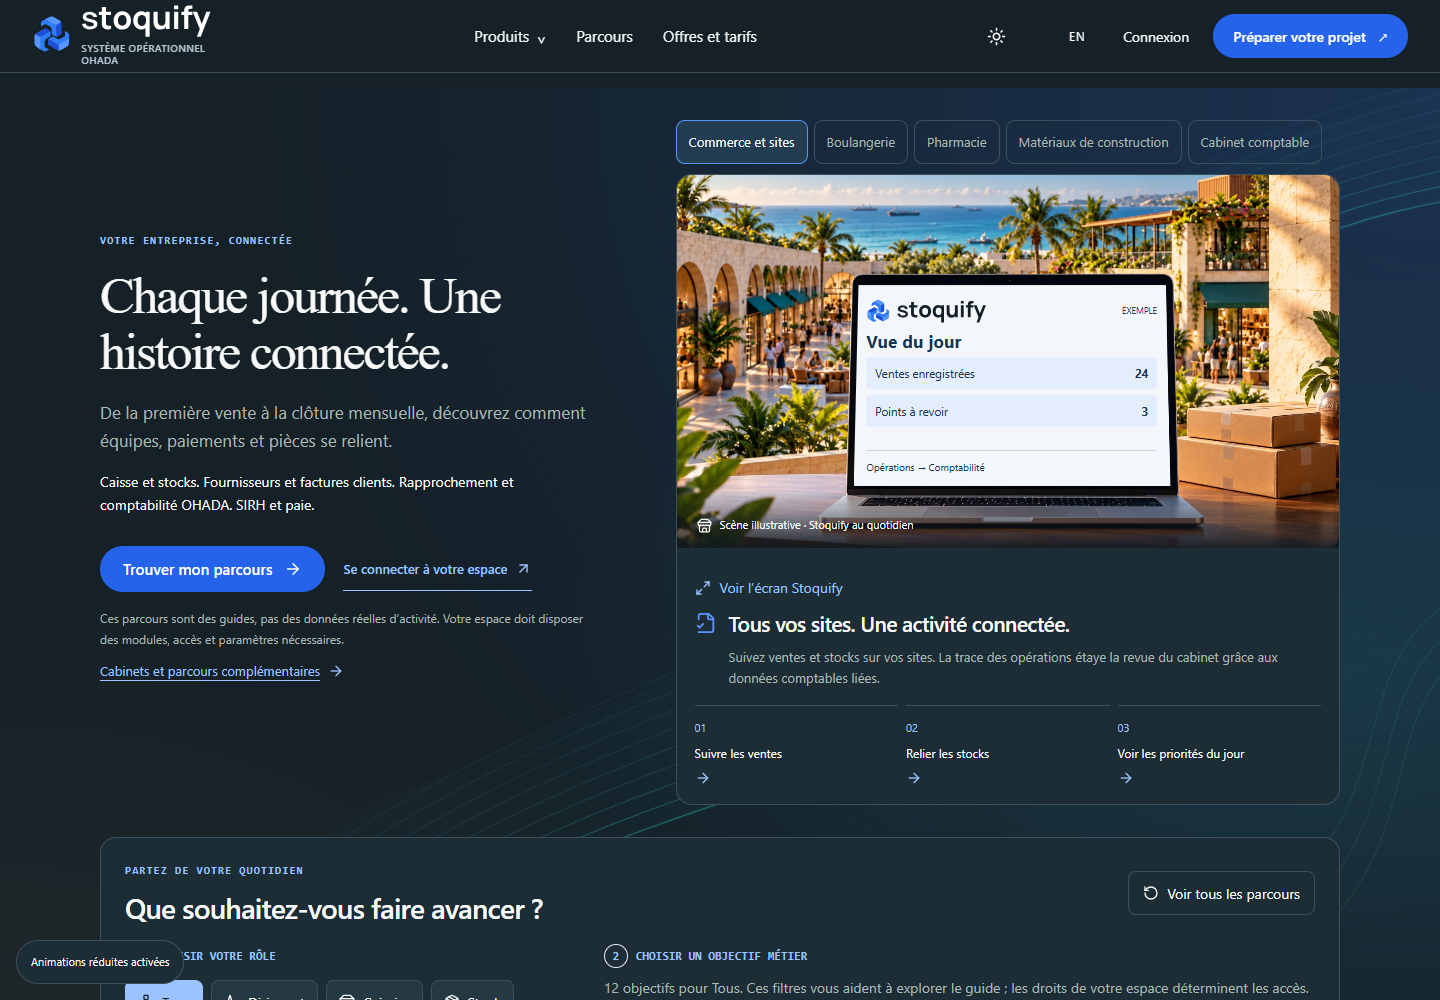 stoquify
SYSTÈME OPÉRATIONNEL
OHADA
Produits
Parcours
Offres et tarifs
EN
Connexion
Préparer votre projet ↗
Commerce et sites
Boulangerie
Pharmacie
Matériaux de construction
Cabinet comptable
VOTRE ENTREPRISE, CONNECTÉE
Chaque journée. Une
histoire connectée.
De la première vente à la clôture mensuelle, découvrez comment
équipes, paiements et pièces se relient.
Caisse et stocks. Fournisseurs et factures clients. Rapprochement et
comptabilité OHADA. SIRH et paie.
Trouver mon parcours →
Se connecter à votre espace ↗
Ces parcours sont des guides, pas des données réelles d’activité. Votre espace doit disposer
des modules, accès et paramètres nécessaires.
Cabinets et parcours complémentaires →
stoquify
EXEMPLE
Vue du jour
Ventes enregistrées 24
Points à revoir 3
Opérations → Comptabilité
Scène illustrative · Stoquify au quotidien
Voir l’écran Stoquify
Tous vos sites. Une activité connectée.
Suivez ventes et stocks sur vos sites. La trace des opérations étaye la revue du cabinet grâce aux
données comptables liées.
01
Suivre les ventes
→
02
Relier les stocks
→
03
Voir les priorités du jour
→
PARTEZ DE VOTRE QUOTIDIEN
Que souhaitez-vous faire avancer ?
Voir tous les parcours
VOTRE RÔLE
2 CHOISIR UN OBJECTIF MÉTIER
12 objectifs pour Tous. Ces filtres vous aident à explorer le guide ; les droits de votre espace déterminent les accès.
Animations réduites activées